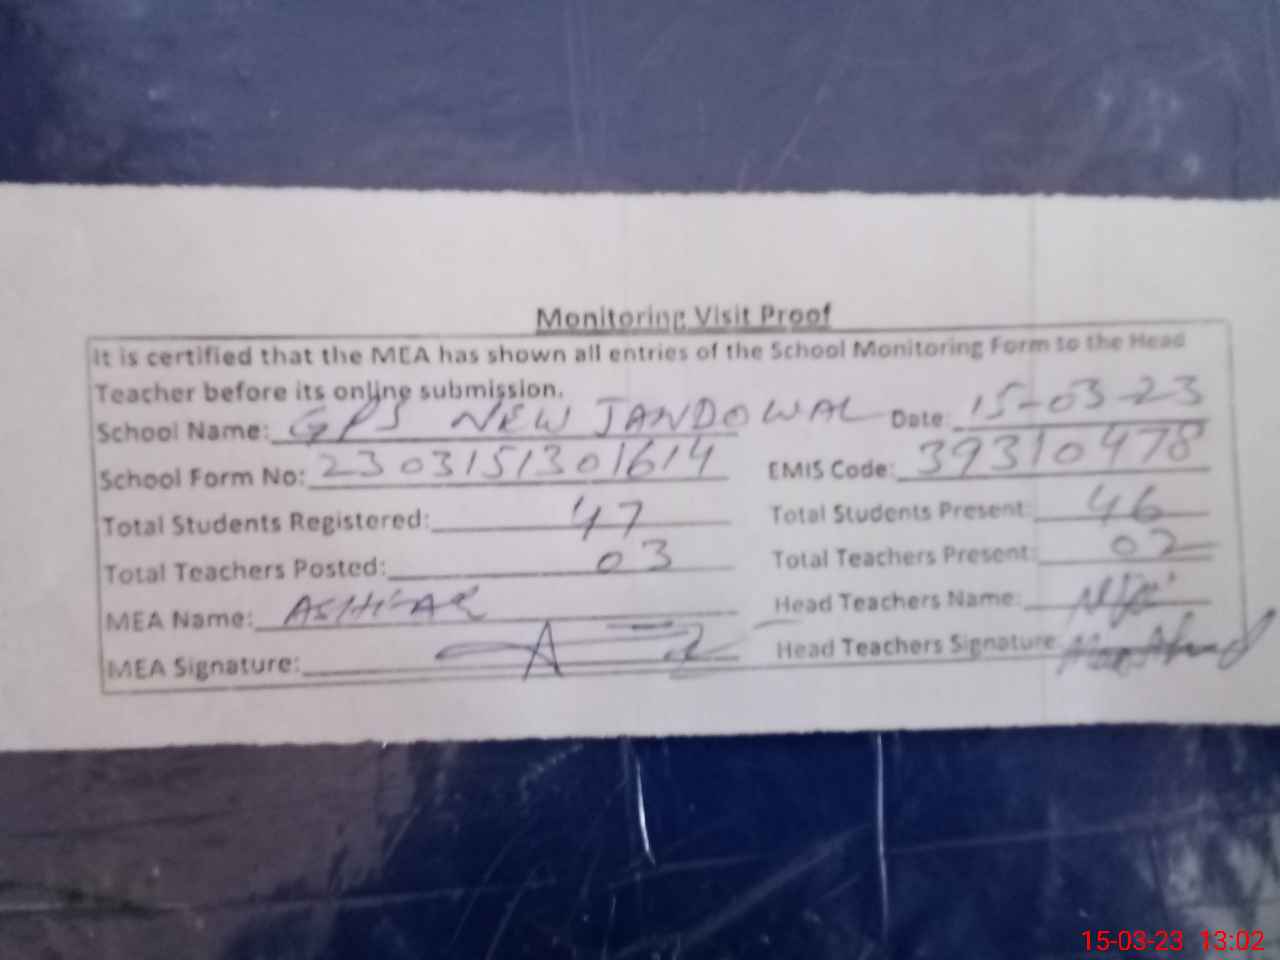 Monitoring Visit Proof
It is certified that the MEA has shown all entries of the School Monitoring Form to the Head
Teacher before its online submission.
School Name: GPS NEW JANDOWAL Date: 15-03-23
School Form No: 2303151301614 EMIS Code: 39310478
Total Students Registered: 47 Total Students Present: 46
Total Teachers Posted: 03 Total Teachers Present: 02
MEA Name: Head Teachers Name:
MEA Signature: Head Teachers Signature
15-03-23 13:02